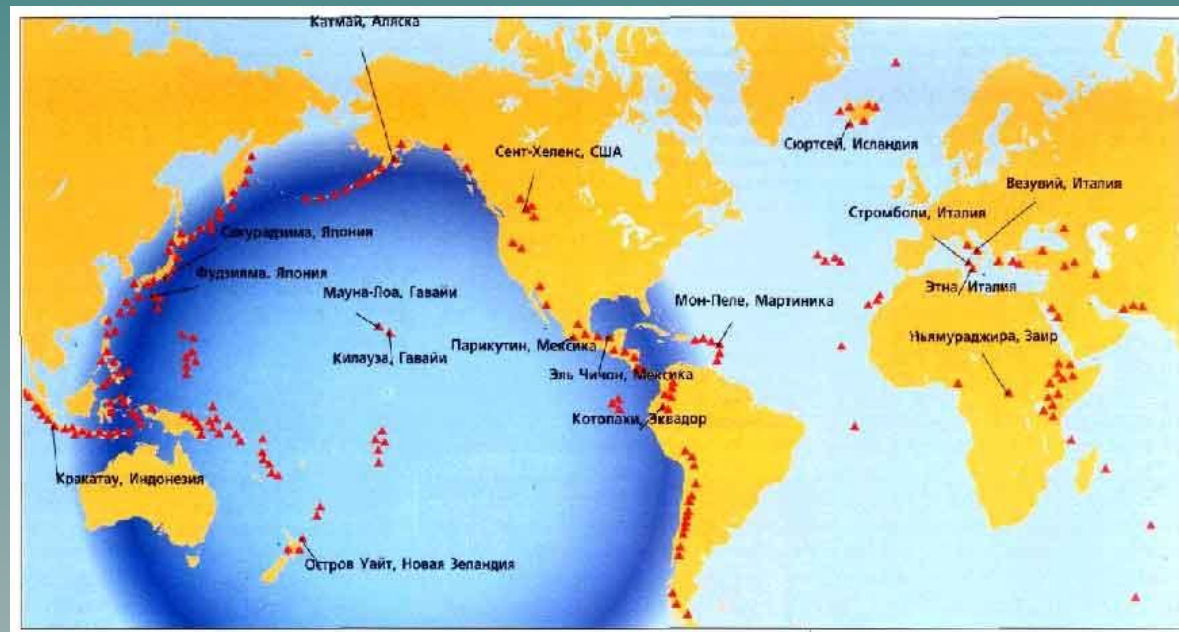 Катмай, Аляска
Сент-Хеленс, США
Сюртсей, Исландия
Везувий, Италия
Стромболи, Италия
Сакурадзима, Япония
Фудзияма, Япония
Этна, Италия
Мауна-Лоа, Гавайи
Мон-Пеле, Мартиника
Ньямураджира, Заир
Парикутин, Мексика
Килауза, Гавайи
Эль Чичон, Мексика
Котопахи, Эквадор
Кракатау, Индонезия
Остров Уайт, Новая Зеландия